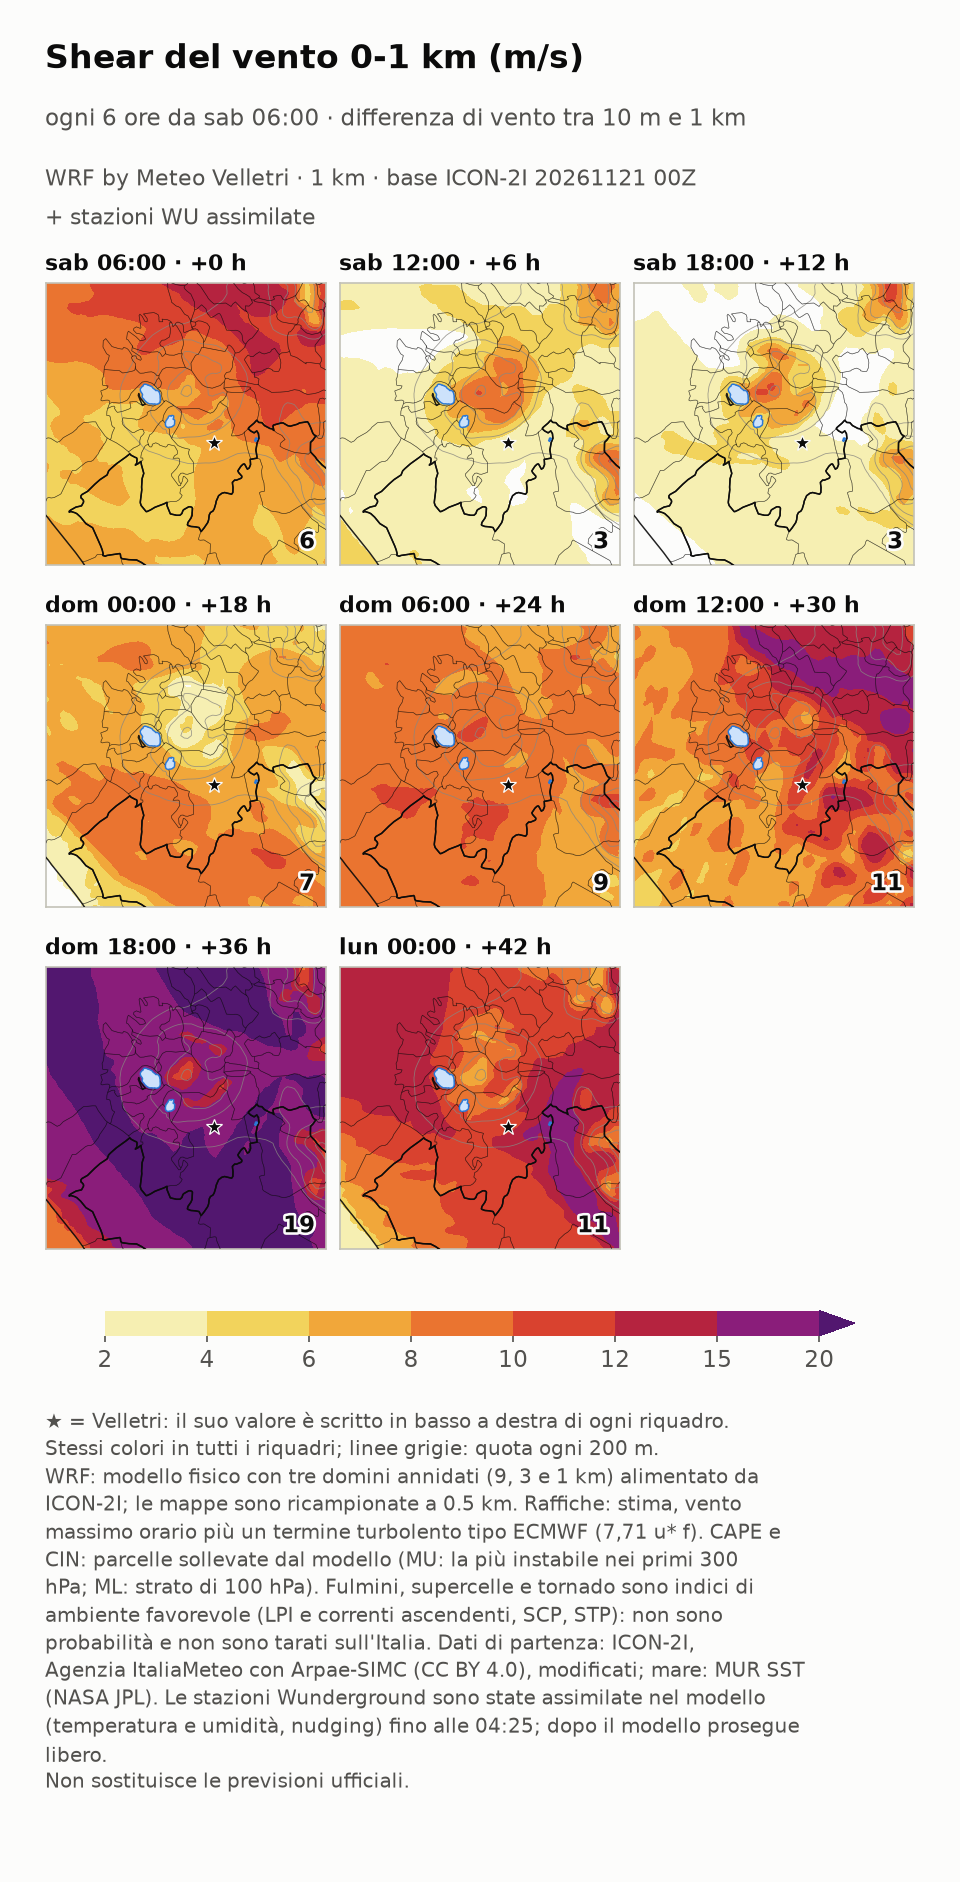 Shear del vento 0-1 km (m/s)
ogni 6 ore da sab 06:00 · differenza di vento tra 10 m e 1 km
WRF by Meteo Velletri · 1 km · base ICON-2I 20261121 00Z
+ stazioni WU assimilate
sab 06:00 · +0 h
sab 12:00 · +6 h
sab 18:00 · +12 h
6
3
3
dom 00:00 · +18 h
dom 06:00 · +24 h
dom 12:00 · +30 h
7
9
11
dom 18:00 · +36 h
lun 00:00 · +42 h
19
11
2 4 6 8 10 12 15 20
★ = Velletri: il suo valore è scritto in basso a destra di ogni riquadro.
Stessi colori in tutti i riquadri; linee grigie: quota ogni 200 m.
WRF: modello fisico con tre domini annidati (9, 3 e 1 km) alimentato da
ICON-2I; le mappe sono ricampionate a 0.5 km. Raffiche: stima, vento
massimo orario più un termine turbolento tipo ECMWF (7,71 u* f). CAPE e
CIN: parcelle sollevate dal modello (MU: la più instabile nei primi 300
hPa; ML: strato di 100 hPa). Fulmini, supercelle e tornado sono indici di
ambiente favorevole (LPI e correnti ascendenti, SCP, STP): non sono
probabilità e non sono tarati sull'Italia. Dati di partenza: ICON-2I,
Agenzia ItaliaMeteo con Arpae-SIMC (CC BY 4.0), modificati; mare: MUR SST
(NASA JPL). Le stazioni Wunderground sono state assimilate nel modello
(temperatura e umidità, nudging) fino alle 04:25; dopo il modello prosegue
libero.
Non sostituisce le previsioni ufficiali.